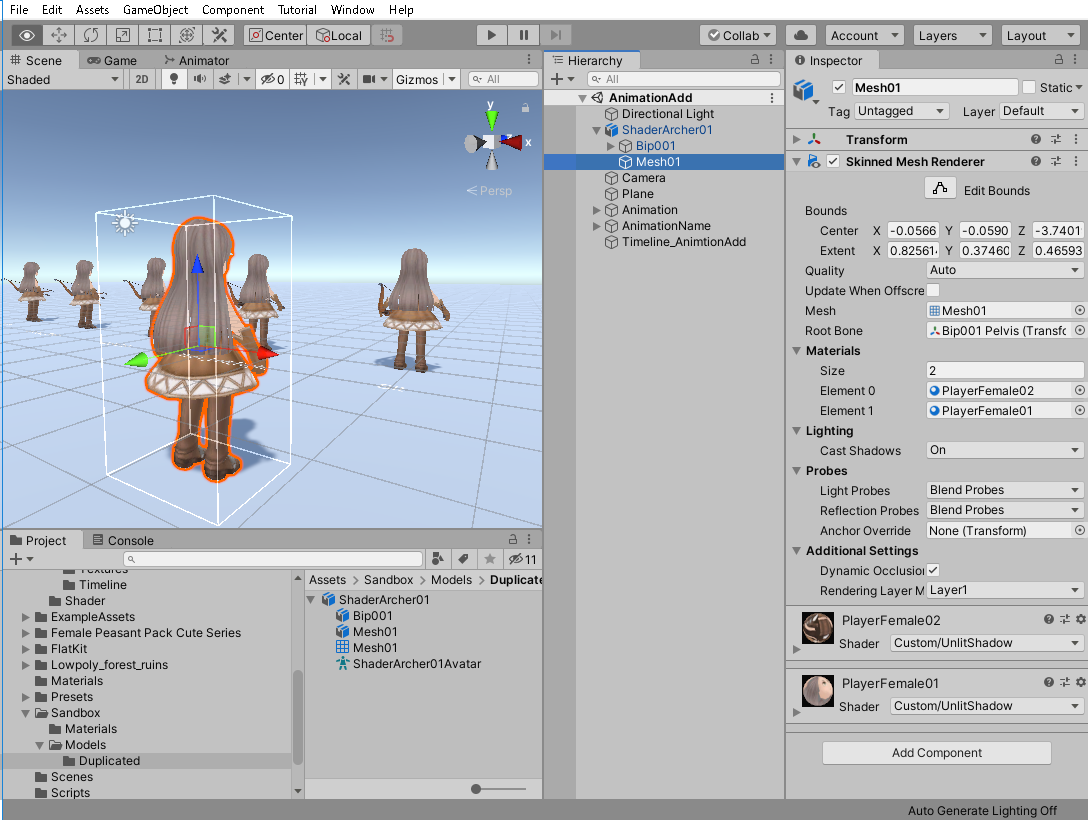 File Edit Assets GameObject Component Tutorial Window Help
Center Local Collab Account Layers Layout
Scene Game Animator
Shaded 2D 0 Gizmos All
y
x
Persp
Hierarchy
All
AnimationAdd
Directional Light
ShaderArcher01
Bip001
Mesh01
Camera
Plane
Animation
AnimationName
Timeline_AnimtionAdd
Project Console
11
Textures
Timeline
Shader
ExampleAssets
Female Peasant Pack Cute Series
FlatKit
Lowpoly_forest_ruins
Materials
Presets
Sandbox
Materials
Models
Duplicated
Scenes
Scripts
Assets > Sandbox > Models > Duplicate
ShaderArcher01
Bip001
Mesh01
Mesh01
ShaderArcher01Avatar
Inspector
Mesh01 Static
Tag Untagged Layer Default
Transform
Skinned Mesh Renderer
Edit Bounds
Bounds
Center X -0.0566 Y -0.0590 Z -3.7401
Extent X 0.82561 Y 0.37460 Z 0.46593
Quality Auto
Update When Offscre
Mesh Mesh01
Root Bone Bip001 Pelvis (Transfo
Materials
Size 2
Element 0 PlayerFemale02
Element 1 PlayerFemale01
Lighting
Cast Shadows On
Probes
Light Probes Blend Probes
Reflection Probes Blend Probes
Anchor Override None (Transform)
Additional Settings
Dynamic Occlusion
Rendering Layer M Layer1
PlayerFemale02
Shader Custom/UnlitShadow
PlayerFemale01
Shader Custom/UnlitShadow
Add Component
Auto Generate Lighting Off